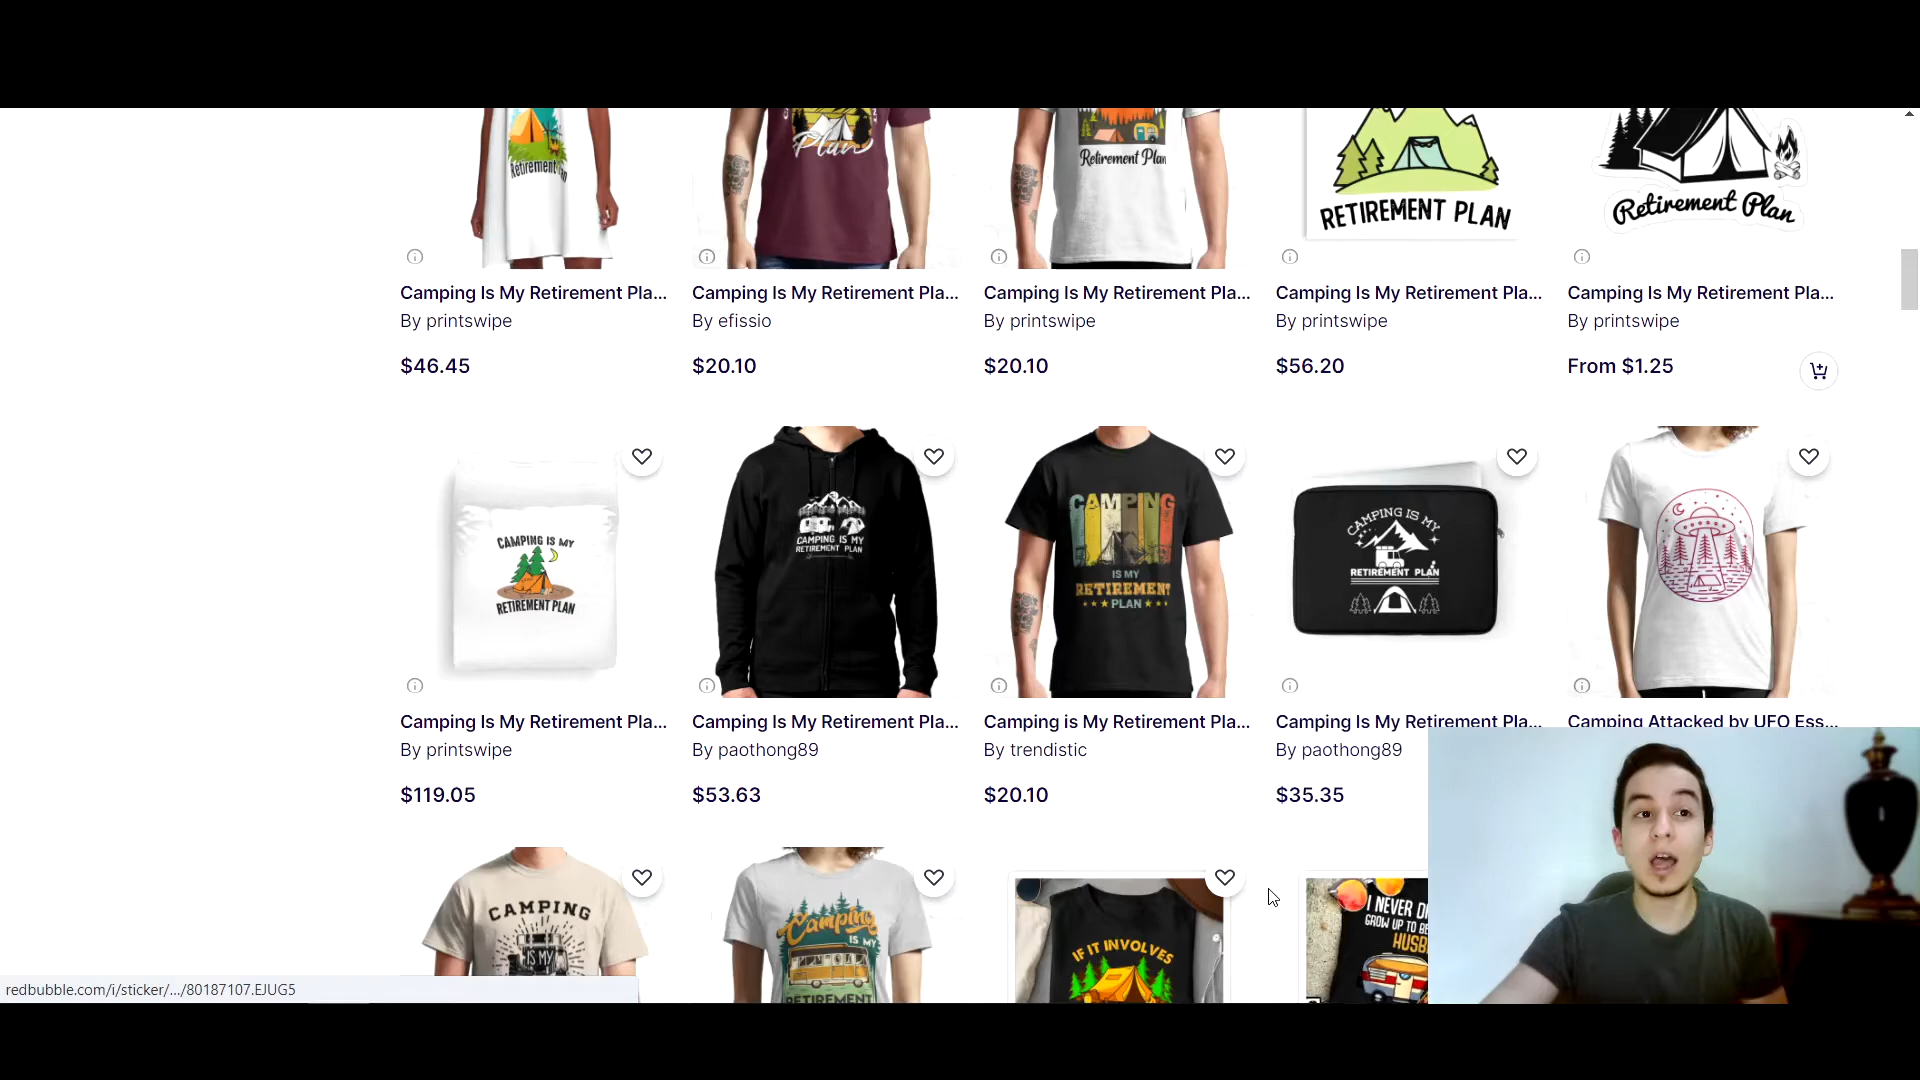 Retirement
Plan
Retirement Plan
RETIREMENT PLAN
Retirement Plan
Camping Is My Retirement Pla...
Camping Is My Retirement Pla...
Camping Is My Retirement Pla...
Camping Is My Retirement Pla...
Camping Is My Retirement Pla...
By printswipe
By efissio
By printswipe
By printswipe
By printswipe
$46.45
$20.10
$20.10
$56.20
From $1.25
CAMPING IS MY
RETIREMENT PLAN
CAMPING IS MY
RETIREMENT PLAN
CAMPING
IS MY
RETIREMENT
PLAN
CAMPING IS MY
RETIREMENT PLAN
Camping Is My Retirement Pla...
Camping Is My Retirement Pla...
Camping is My Retirement Pla...
Camping Is My Retirement Pla...
Camping Attacked by UFO Ess...
By printswipe
By paothong89
By trendistic
By paothong89
$119.05
$53.63
$20.10
$35.35
CAMPING
IS MY
Camping
IS MY
RETIREMENT
IF IT INVOLVES
I NEVER
GROW UP TO BE
HUSB
redbubble.com/i/sticker/.../80187107.EJUG5